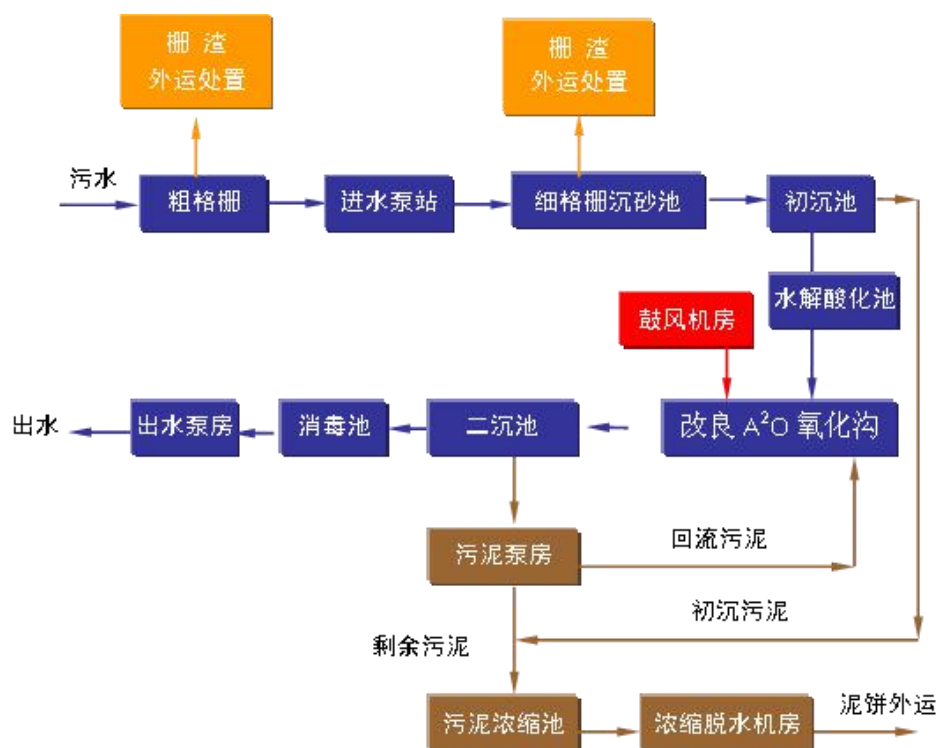 栅 渣
外运处置
栅 渣
外运处置
污水
粗格栅
进水泵站
细格栅沉砂池
初沉池
水解酸化池
鼓风机房
出水
出水泵房
消毒池
二沉池
改良 A²O 氧化沟
污泥泵房
回流污泥
初沉污泥
剩余污泥
污泥浓缩池
浓缩脱水机房
泥饼外运